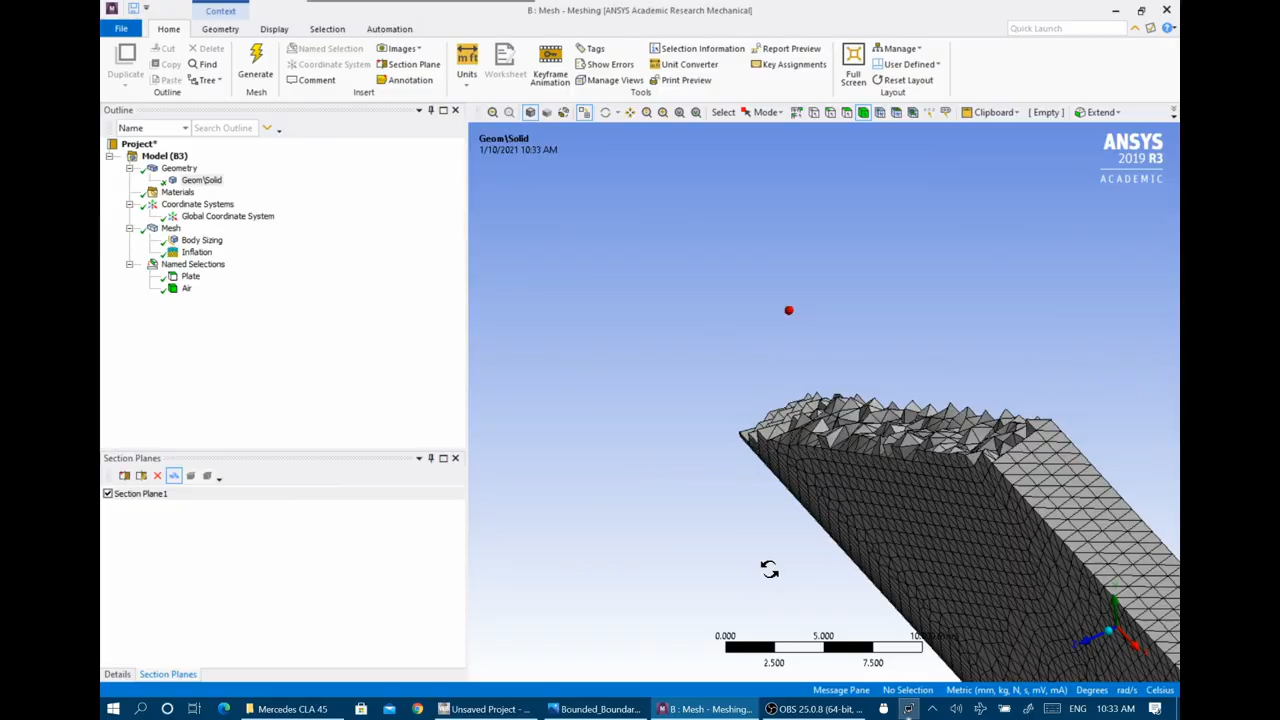 Context
B : Mesh - Meshing [ANSYS Academic Research Mechanical]
File
Home
Geometry
Display
Selection
Automation
Quick Launch
Duplicate
Cut
Copy
Paste
Delete
Find
Tree
Outline
Generate
Mesh
Named Selection
Coordinate System
Comment
Images
Section Plane
Annotation
Insert
Units
Worksheet
Keyframe
Animation
Tags
Show Errors
Manage Views
Selection Information
Unit Converter
Print Preview
Report Preview
Key Assignments
Tools
Full
Screen
Manage
User Defined
Reset Layout
Layout
Outline
Select
Mode
Clipboard
[ Empty ]
Extend
Name
Search Outline
Project*
Model (B3)
Geometry
Geom\Solid
Materials
Coordinate Systems
Global Coordinate System
Mesh
Body Sizing
Inflation
Named Selections
Plate
Air
Geom\Solid
1/10/2021 10:33 AM
ANSYS
2019 R3
ACADEMIC
Section Planes
Section Plane1
0.000
5.000
2.500
7.500
Details
Section Planes
Message Pane
No Selection
Metric (mm, kg, N, s, mV, mA)
Degrees
rad/s
Celsius
Mercedes CLA 45
Unsaved Project - ...
Bounded_Boundar...
B : Mesh - Meshing...
OBS 25.0.8 (64-bit, ...
ENG
10:33 AM